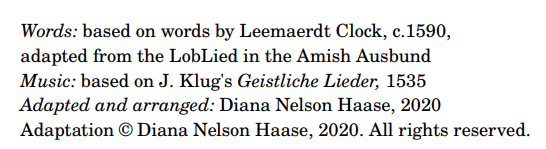 Words: based on words by Leemaerdt Clock, c.1590,
adapted from the LobLied in the Amish Ausbund
Music: based on J. Klug's Geistliche Lieder, 1535
Adapted and arranged: Diana Nelson Haase, 2020
Adaptation © Diana Nelson Haase, 2020. All rights reserved.